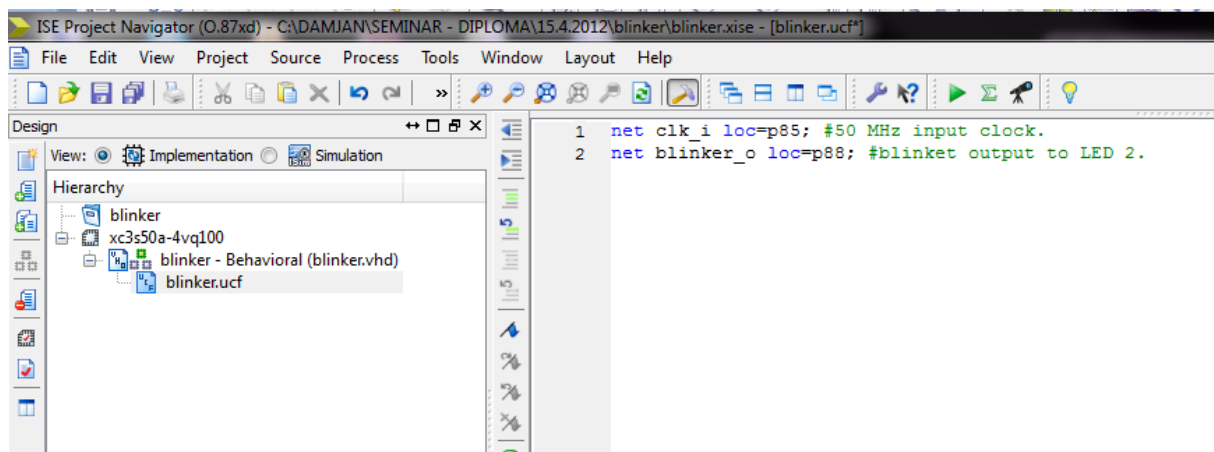 ISE Project Navigator (O.87xd) - C:\DAMJAN\SEMINAR - DIPLOMA\15.4.2012\blinker\blinker.xise - [blinker.ucf*]
File Edit View Project Source Process Tools Window Layout Help
»
Design
View: Implementation Simulation
Hierarchy
blinker
xc3s50a-4vq100
blinker - Behavioral (blinker.vhd)
blinker.ucf
1 net clk_i loc=p85; #50 MHz input clock.
2 net blinker_o loc=p88; #blinket output to LED 2.